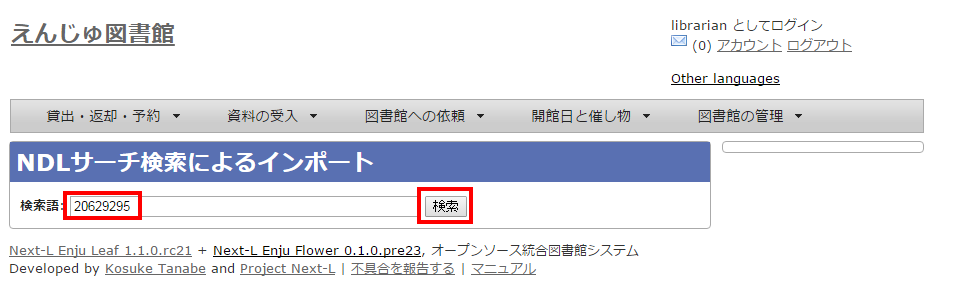 えんじゅ図書館
librarian としてログイン
(0) アカウント ログアウト
Other languages
貸出・返却・予約 資料の受入 図書館への依頼 開館日と催し物 図書館の管理
NDLサーチ検索によるインポート
検索語: 20629295 検索
Next-L Enju Leaf 1.1.0.rc21 + Next-L Enju Flower 0.1.0.pre23, オープンソース統合図書館システム
Developed by Kosuke Tanabe and Project Next-L | 不具合を報告する | マニュアル